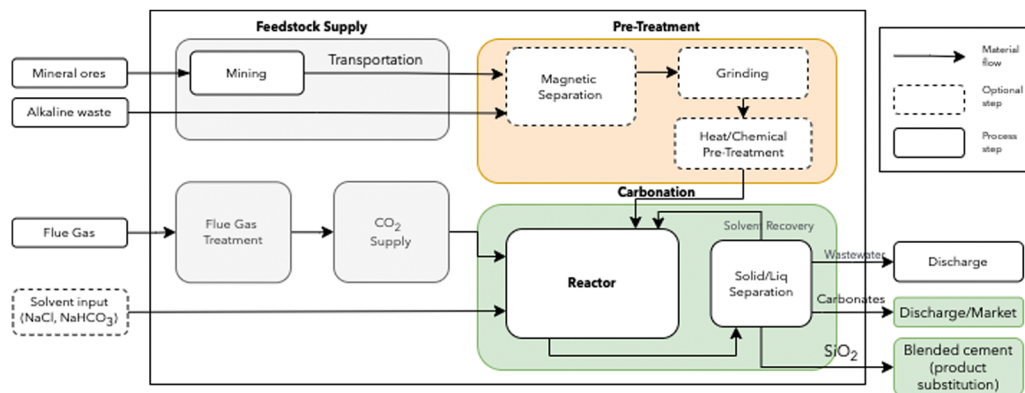 Feedstock Supply
Pre-Treatment
Mineral ores
Mining
Transportation
Alkaline waste
Magnetic
Separation
Grinding
Heat/Chemical
Pre-Treatment
Material
flow
Optional
step
Process
step
Carbonation
Flue Gas
Flue Gas
Treatment
CO₂
Supply
Solvent Recovery
Reactor
Solid/Liq
Separation
Wastewater
Discharge
Carbonates
Discharge/Market
Solvent input
(NaCl, NaHCO₃)
SiO₂
Blended cement
(product
substitution)